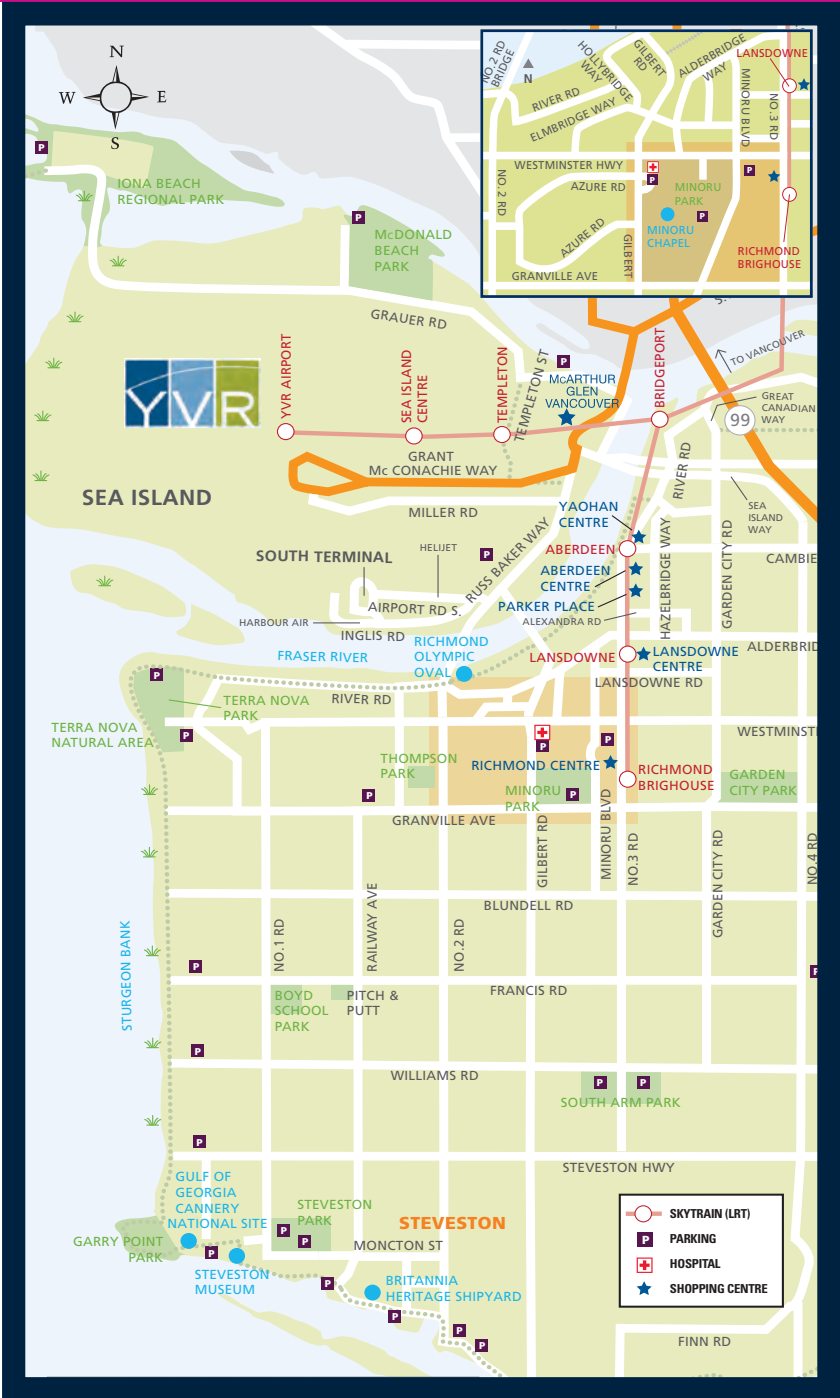 N
W
E
S
P
IONA BEACH
REGIONAL PARK
P
McDONALD
BEACH
PARK
GRAUER RD
NO.2 RD
BRIDGE
N
HOLLYBRIDGE
WAY
GILBERT
RD
ALDERBRIDGE
WAY
LANSDOWNE
RIVER RD
ELMBRIDGE WAY
MINORU BLVD
NO.3 RD
WESTMINSTER HWY
NO. 2 RD
AZURE RD
P
P
MINORU
PARK
P
MINORU
CHAPEL
AZURE RD
GILBERT
GRANVILLE AVE
RICHMOND
BRIGHOUSE
YVR
YVR AIRPORT
SEA ISLAND
CENTRE
TEMPLETON
TEMPLETON ST
P
McARTHUR
GLEN
VANCOUVER
BRIDGEPORT
TO VANCOUVER
GREAT
CANADIAN
WAY
99
GRANT
Mc CONACHIE WAY
RIVER RD
SEA ISLAND
MILLER RD
SEA
ISLAND
WAY
YAOHAN
CENTRE
SOUTH TERMINAL
HELIJET
P
RUSS BAKER WAY
ABERDEEN
ABERDEEN
CENTRE
HAZELBRIDGE WAY
GARDEN CITY RD
CAMBIE
PARKER PLACE
AIRPORT RD S.
HARBOUR AIR
INGLIS RD
ALEXANDRA RD
FRASER RIVER
RICHMOND
OLYMPIC
OVAL
LANSDOWNE
LANSDOWNE
CENTRE
ALDERBRID
P
LANSDOWNE RD
TERRA NOVA
PARK
RIVER RD
TERRA NOVA
NATURAL AREA
P
WESTMINST
THOMPSON
PARK
P
P
RICHMOND CENTRE
RICHMOND
BRIGHOUSE
GARDEN
CITY PARK
P
MINORU
PARK
P
GRANVILLE AVE
GILBERT RD
MINORU BLVD
NO.3 RD
GARDEN CITY RD
NO.4 RD
BLUNDELL RD
STURGEON BANK
NO.1 RD
RAILWAY AVE
NO.2 RD
P
P
BOYD
SCHOOL
PARK
PITCH &
PUTT
FRANCIS RD
P
WILLIAMS RD
P
P
SOUTH ARM PARK
P
STEVESTON HWY
GULF OF
GEORGIA
CANNERY
NATIONAL SITE
STEVESTON
PARK
P
P
STEVESTON
GARRY POINT
PARK
P
MONCTON ST
STEVESTON
MUSEUM
P
BRITANNIA
HERITAGE SHIPYARD
P
P
P
SKYTRAIN (LRT)
P
PARKING
HOSPITAL
SHOPPING CENTRE
FINN RD